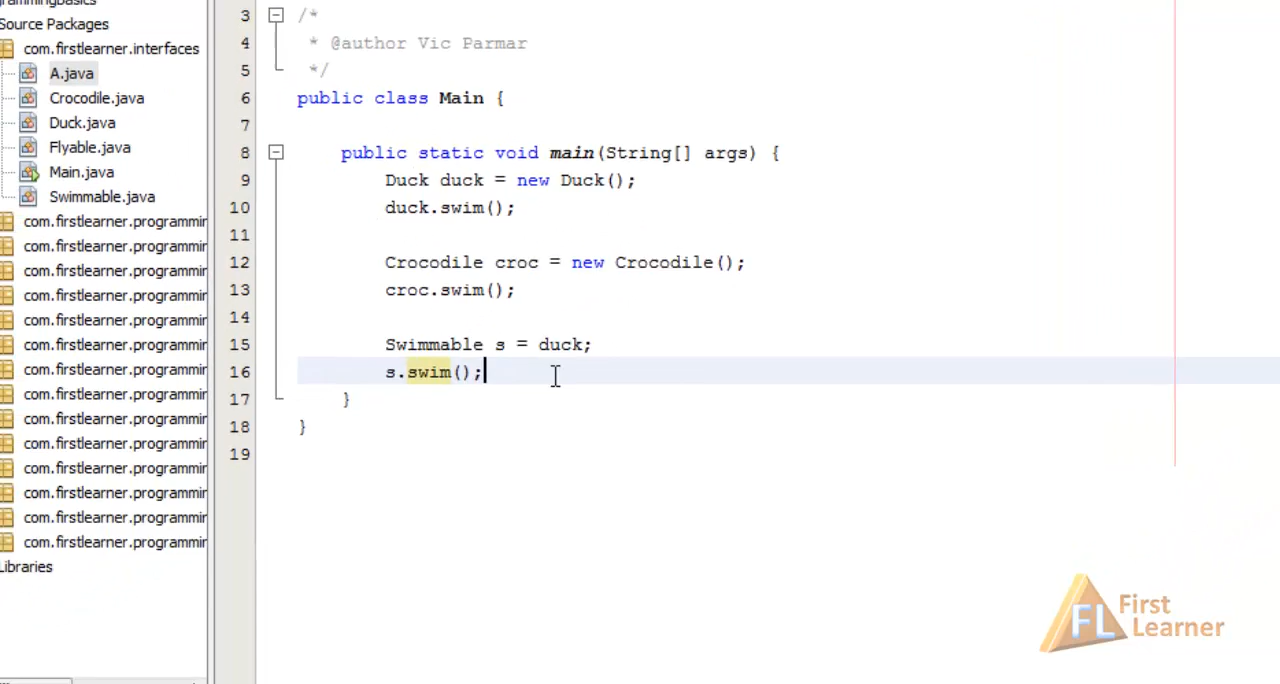 rammingBasics
Source Packages
com.firstlearner.interfaces
A.java
Crocodile.java
Duck.java
Flyable.java
Main.java
Swimmable.java
com.firstlearner.programmin
com.firstlearner.programmin
com.firstlearner.programmin
com.firstlearner.programmin
com.firstlearner.programmin
com.firstlearner.programmin
com.firstlearner.programmin
com.firstlearner.programmin
com.firstlearner.programmin
com.firstlearner.programmin
com.firstlearner.programmin
com.firstlearner.programmin
com.firstlearner.programmin
com.firstlearner.programmin
Libraries
3 /*
4 * @author Vic Parmar
5 */
6 public class Main {
7
8 public static void main(String[] args) {
9 Duck duck = new Duck();
10 duck.swim();
11
12 Crocodile croc = new Crocodile();
13 croc.swim();
14
15 Swimmable s = duck;
16 s.swim();
17 }
18 }
19
FL First
Learner